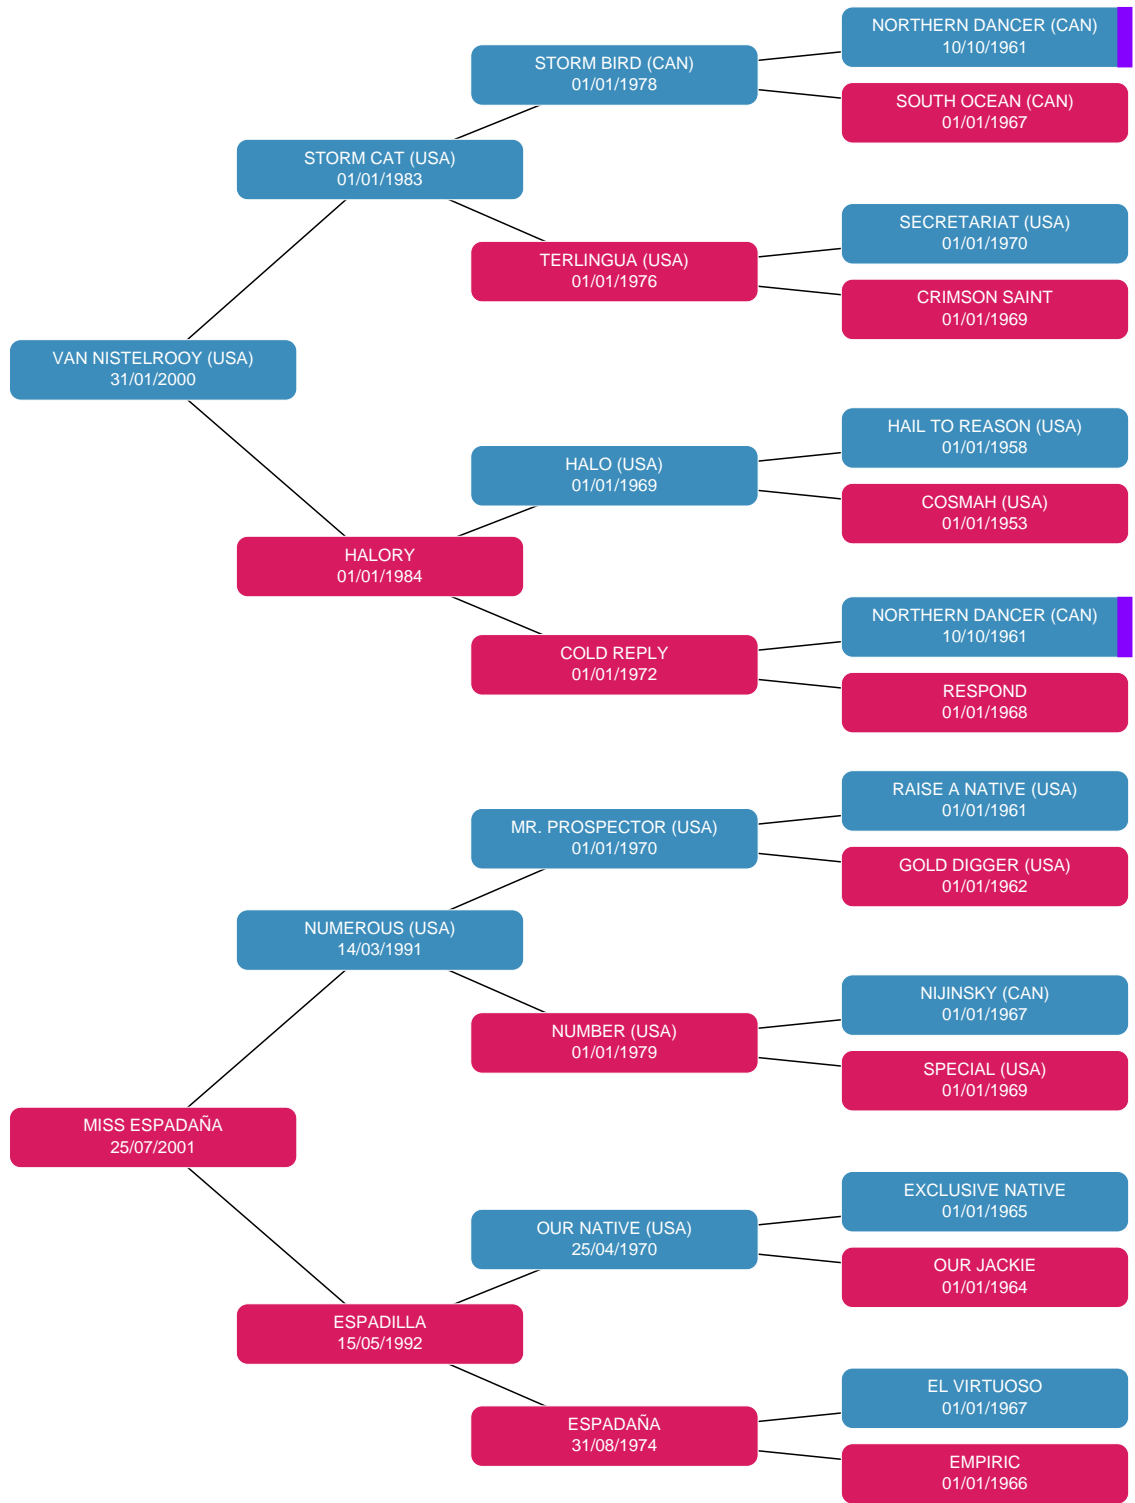 NORTHERN DANCER (CAN)
10/10/1961
STORM BIRD (CAN)
01/01/1978
SOUTH OCEAN (CAN)
01/01/1967
STORM CAT (USA)
01/01/1983
SECRETARIAT (USA)
01/01/1970
TERLINGUA (USA)
01/01/1976
CRIMSON SAINT
01/01/1969
VAN NISTELROOY (USA)
31/01/2000
HAIL TO REASON (USA)
01/01/1958
HALO (USA)
01/01/1969
COSMAH (USA)
01/01/1953
HALORY
01/01/1984
NORTHERN DANCER (CAN)
10/10/1961
COLD REPLY
01/01/1972
RESPOND
01/01/1968
RAISE A NATIVE (USA)
01/01/1961
MR. PROSPECTOR (USA)
01/01/1970
GOLD DIGGER (USA)
01/01/1962
NUMEROUS (USA)
14/03/1991
NIJINSKY (CAN)
01/01/1967
NUMBER (USA)
01/01/1979
SPECIAL (USA)
01/01/1969
MISS ESPADAÑA
25/07/2001
EXCLUSIVE NATIVE
01/01/1965
OUR NATIVE (USA)
25/04/1970
OUR JACKIE
01/01/1964
ESPADILLA
15/05/1992
EL VIRTUOSO
01/01/1967
ESPADAÑA
31/08/1974
EMPIRIC
01/01/1966